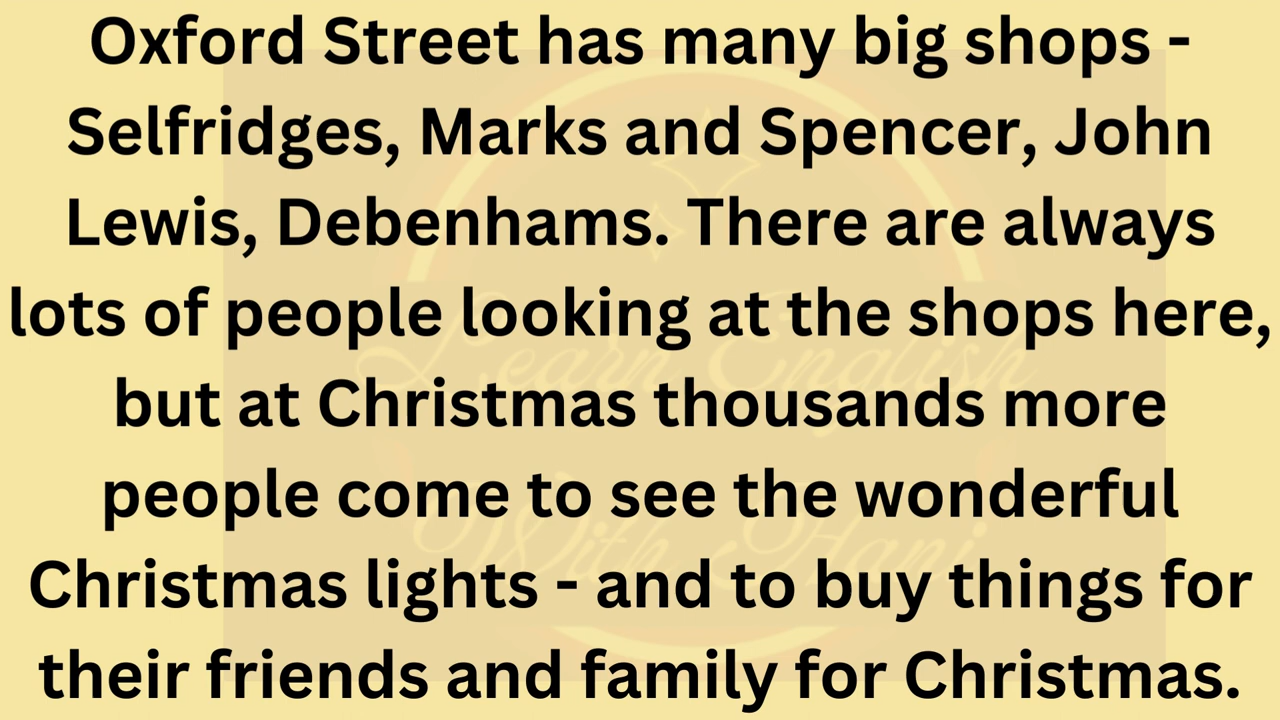 Oxford Street has many big shops -
Selfridges, Marks and Spencer, John
Lewis, Debenhams. There are always
lots of people looking at the shops here,
but at Christmas thousands more
people come to see the wonderful
Christmas lights - and to buy things for
their friends and family for Christmas.
Learn English
With Hani